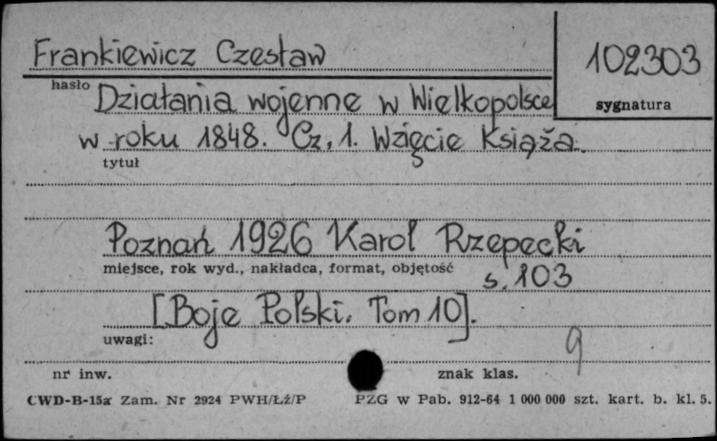 Frankiewicz Czesław
102303
hasło
sygnatura
Działania wojenne w Wielkopolsce
w roku 1848. Cz. 1. Wzięcie Książa.
tytuł
Poznań 1926 Karol Rzepecki
miejsce, rok wyd., nakładca, format, objętość
s. 103
[Boje Polski. Tom 10].
uwagi:
9
nr inw.
znak klas.
CWD-B-15a Zam. Nr 2924 PWH/Łź/P
PZG w Pab. 912-64 1 000 000 szt. kart. b. kl. 5.